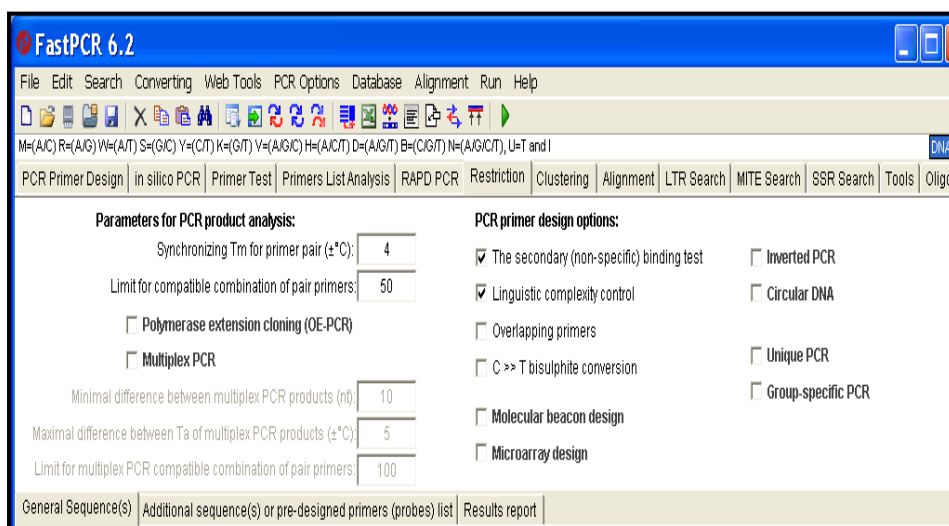 FastPCR 6.2
File Edit Search Converting Web Tools PCR Options Database Alignment Run Help
M=(A/C) R=(A/G) W=(A/T) S=(G/C) Y=(C/T) K=(G/T) V=(A/G/C) H=(A/C/T) D=(A/G/T) B=(C/G/T) N=(A/G/C/T), U=T and I
DNA
PCR Primer Design in silico PCR Primer Test Primers List Analysis RAPD PCR Restriction Clustering Alignment LTR Search MITE Search SSR Search Tools Oligo
Parameters for PCR product analysis:
Synchronizing Tm for primer pair (±°C): 4
Limit for compatible combination of pair primers: 50
Polymerase extension cloning (OE-PCR)
Multiplex PCR
Minimal difference between multiplex PCR products (nt): 10
Maximal difference between Ta of multiplex PCR products (±°C): 5
Limit for multiplex PCR compatible combination of pair primers: 100
PCR primer design options:
The secondary (non-specific) binding test
Linguistic complexity control
Overlapping primers
C >> T bisulphite conversion
Molecular beacon design
Microarray design
Inverted PCR
Circular DNA
Unique PCR
Group-specific PCR
General Sequence(s) Additional sequence(s) or pre-designed primers (probes) list Results report